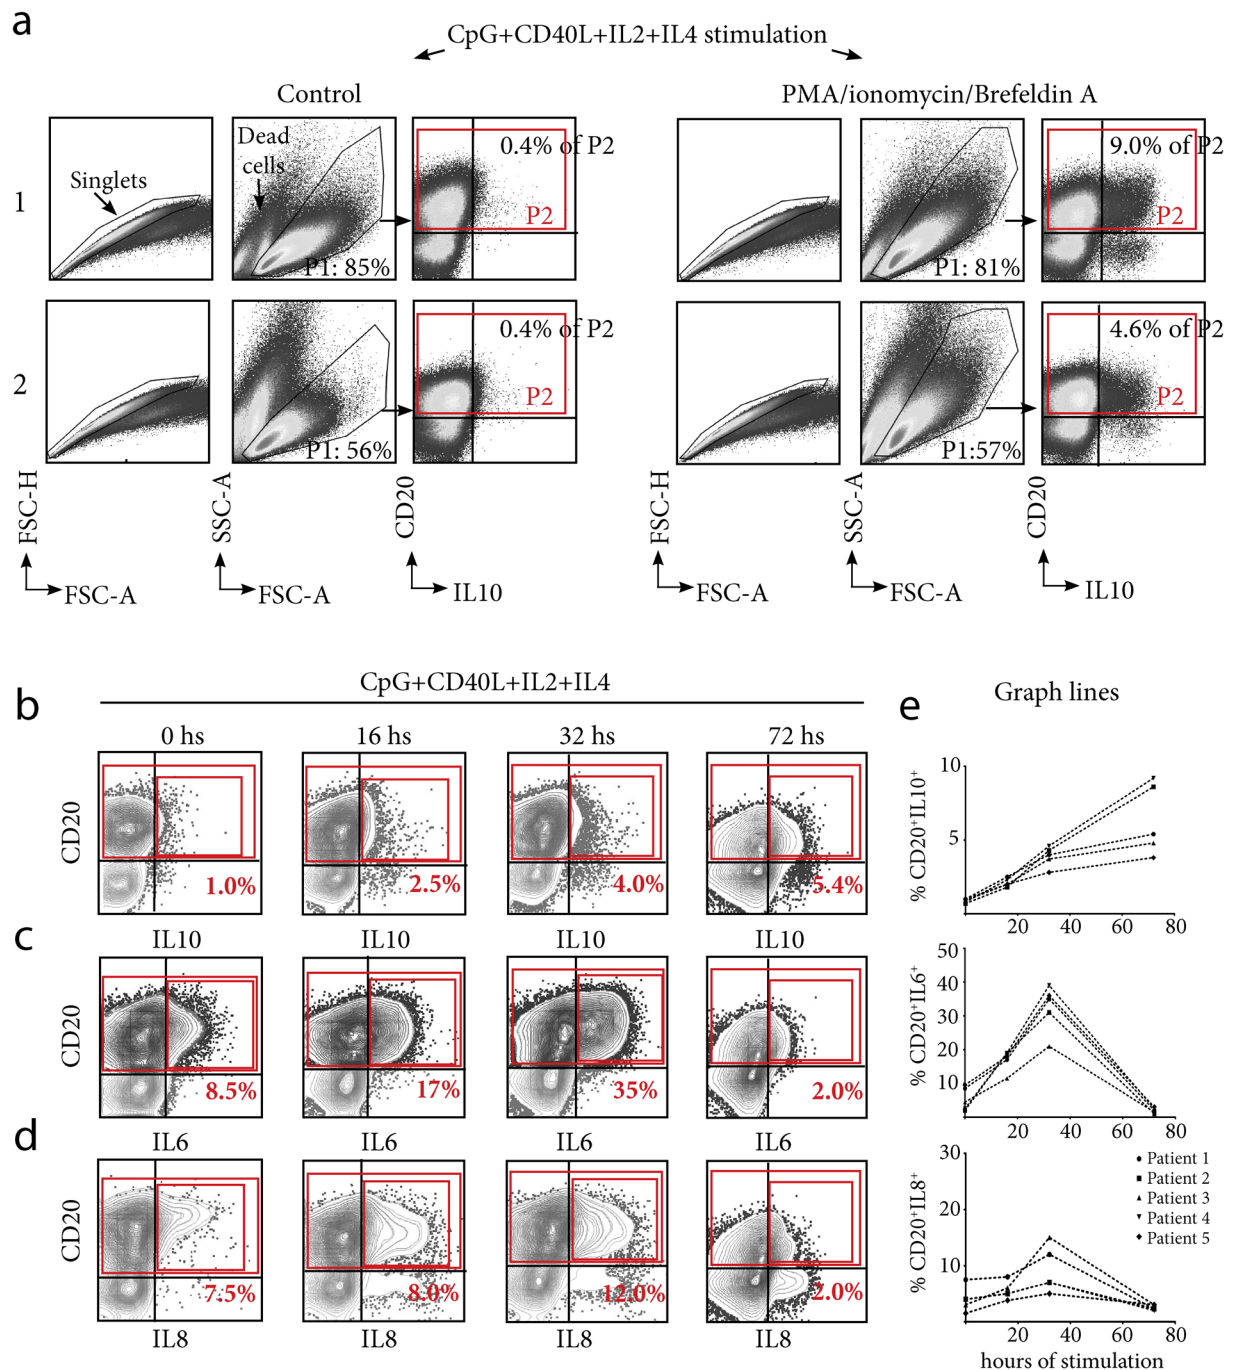 a
CpG+CD40L+IL2+IL4 stimulation
Control
PMA/ionomycin/Brefeldin A
1
Singlets
Dead
cells
P1: 85%
0.4% of P2
P2
P1: 81%
9.0% of P2
P2
2
P1: 56%
0.4% of P2
P2
P1:57%
4.6% of P2
P2
FSC-H
FSC-A
SSC-A
FSC-A
CD20
IL10
FSC-H
FSC-A
SSC-A
FSC-A
CD20
IL10
b
CpG+CD40L+IL2+IL4
0 hs
16 hs
32 hs
72 hs
CD20
1.0%
2.5%
4.0%
5.4%
IL10
IL10
IL10
IL10
c
CD20
8.5%
17%
35%
2.0%
IL6
IL6
IL6
IL6
d
CD20
7.5%
8.0%
12.0%
2.0%
IL8
IL8
IL8
IL8
e
Graph lines
% CD20⁺IL10⁺
10
5
20 40 60 80
% CD20⁺IL6⁺
50
40
30
20
10
20 40 60 80
% CD20⁺IL8⁺
30
20
10
Patient 1
Patient 2
Patient 3
Patient 4
Patient 5
20 40 60 80
hours of stimulation